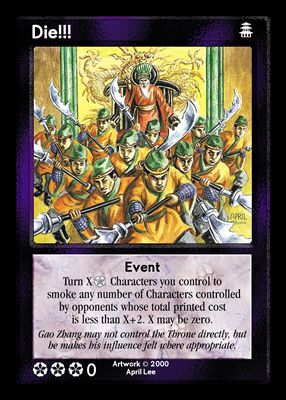 Die!!!
APRIL
Event
Turn X Characters you control to
smoke any number of Characters controlled
by opponents whose total printed cost
is less than X+2. X may be zero.
Gao Zhang may not control the Throne directly, but
he makes his influence felt where appropriate.
0
Artwork © 2000
April Lee